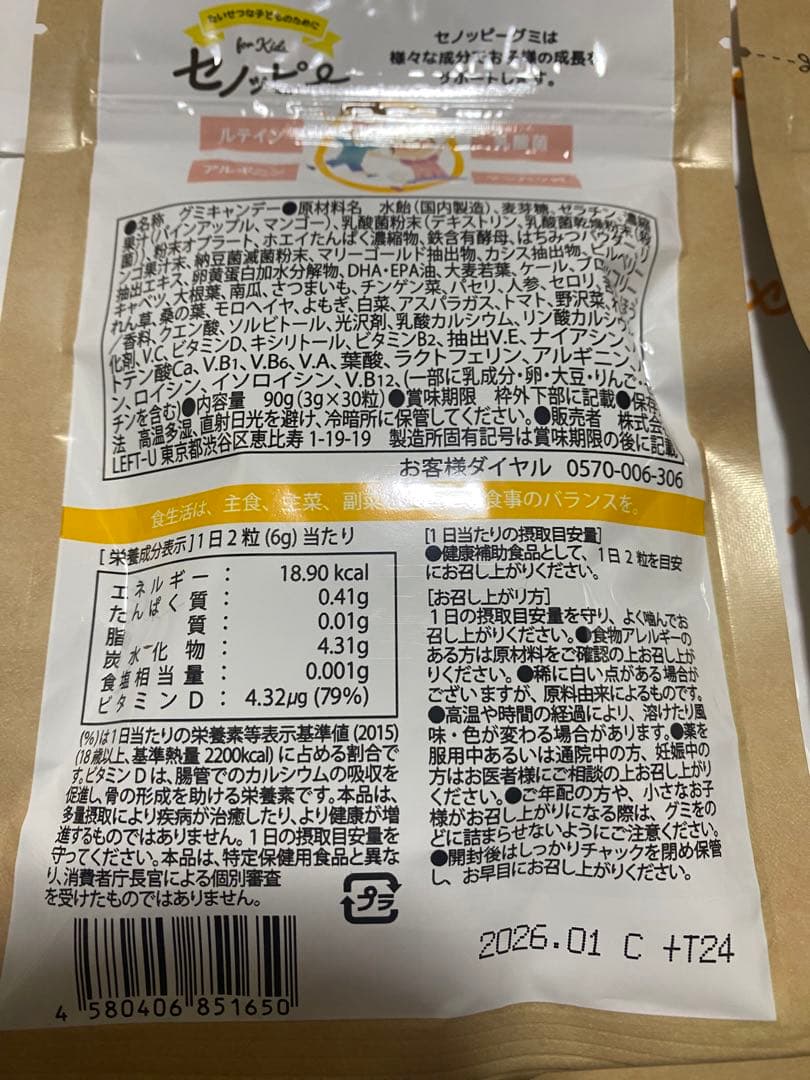 たいせつな子どものために
for Kids
セノッピー
セノッピーグミは
様々な成分でお子様の成長を
サポートします。
ルテイン
乳酸菌
アルギニン
●名称 グミキャンデー●原材料名 水飴(国内製造)、麦芽糖、ゼラチン、濃縮
果汁(パインアップル、マンゴー)、乳酸菌粉末(デキストリン、乳酸菌乾燥粉末(殺
菌))、粉末オブラート、ホエイたんぱく濃縮物、鉄含有酵母、はちみつパウダー、リ
ンゴ果汁末、納豆菌滅菌粉末、マリーゴールド抽出物、カシス抽出物、ビルベリー
抽出エキス、卵黄蛋白加水分解物、DHA・EPA油、大麦若葉、ケール、ブロッコリー
キャベツ、大根葉、南瓜、さつまいも、チンゲン菜、パセリ、人参、セロリ、
れん草、桑の葉、モロヘイヤ、よもぎ、白菜、アスパラガス、トマト、野沢菜、
/香料、クエン酸、ソルビトール、光沢剤、乳酸カルシウム、リン酸カルシウ
化剤、V.C、ビタミンD、キシリトール、ビタミンB2、抽出V.E、ナイアシン、
トテン酸Ca、V.B1、V.B6、V.A、葉酸、ラクトフェリン、アルギニン、
ン、ロイシン、イソロイシン、V.B12、(一部に乳成分・卵・大豆・りんご・
チンを含む)●内容量 90g(3g×30粒)●賞味期限 枠外下部に記載●保存
法 高温多湿、直射日光を避け、冷暗所に保管してください。●販売者 株式会
LEFT-U 東京都渋谷区恵比寿 1-19-19 製造所固有記号は賞味期限の後に記載
お客様ダイヤル 0570-006-306
食生活は、主食、主菜、副菜 食事のバランスを。
[栄養成分表示]1日2粒(6g)当たり
エネルギー: 18.90 kcal
たんぱく質: 0.41g
脂質: 0.01g
炭水化物: 4.31g
食塩相当量: 0.001g
ビタミンD: 4.32μg (79%)
(%)は1日当たりの栄養素等表示基準値(2015)
(18歳以上、基準熱量2200kcal)に占める割合で
す。ビタミンDは、腸管でのカルシウムの吸収を
促進し、骨の形成を助ける栄養素です。本品は、
多量摂取により疾病が治癒したり、より健康が増
進するものではありません。1日の摂取目安量を
守ってください。本品は、特定保健用食品と異な
り、消費者庁長官による個別審査
を受けたものではありません。
プラ
4 580406 851650
[1日当たりの摂取目安量]
●健康補助食品として、1日2粒を目安
にお召し上がりください。
[お召し上がり方]
1日の摂取目安量を守り、よく噛んでお
召し上がりください。●食物アレルギーの
ある方は原材料をご確認の上お召し上が
りください。●稀に白い点がある場合が
ございますが、原料由来によるものです。
●高温や時間の経過により、溶けたり風
味・色が変わる場合があります。●薬を
服用中あるいは通院中の方、妊娠中の
方はお医者様にご相談の上お召し上がり
ください。●ご年配の方や、小さなお子
様がお召し上がりになる際は、グミをの
どに詰まらせないようにご注意ください。
●開封後はしっかりチャックを閉め保管
し、お早目にお召し上がりください。
2026.01 C +T24